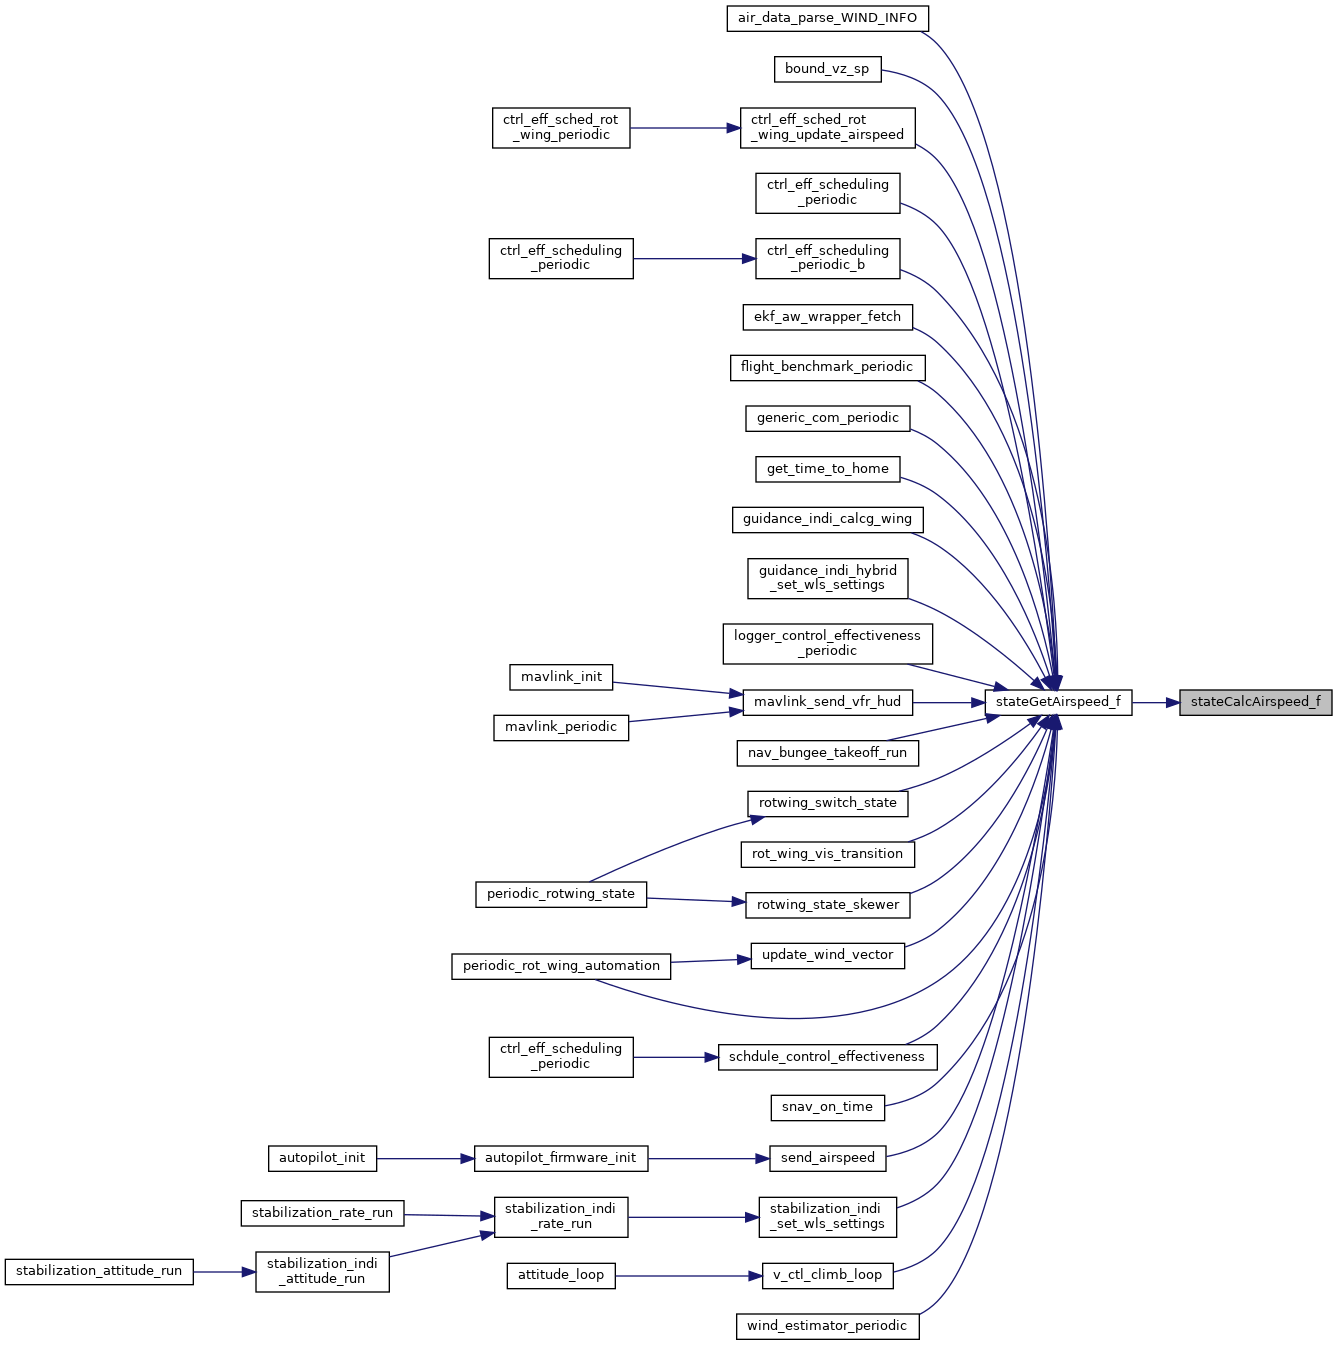 air_data_parse_WIND_INFO
bound_vz_sp
ctrl_eff_sched_rot
_wing_periodic
ctrl_eff_sched_rot
_wing_update_airspeed
ctrl_eff_scheduling
_periodic
ctrl_eff_scheduling
_periodic
ctrl_eff_scheduling
_periodic_b
ekf_aw_wrapper_fetch
flight_benchmark_periodic
generic_com_periodic
get_time_to_home
guidance_indi_calcg_wing
guidance_indi_hybrid
_set_wls_settings
logger_control_effectiveness
_periodic
mavlink_init
mavlink_send_vfr_hud
stateGetAirspeed_f
stateCalcAirspeed_f
mavlink_periodic
nav_bungee_takeoff_run
rotwing_switch_state
rot_wing_vis_transition
periodic_rotwing_state
rotwing_state_skewer
update_wind_vector
periodic_rot_wing_automation
ctrl_eff_scheduling
_periodic
schdule_control_effectiveness
snav_on_time
autopilot_init
autopilot_firmware_init
send_airspeed
stabilization_rate_run
stabilization_indi
_rate_run
stabilization_indi
_set_wls_settings
stabilization_attitude_run
stabilization_indi
_attitude_run
attitude_loop
v_ctl_climb_loop
wind_estimator_periodic